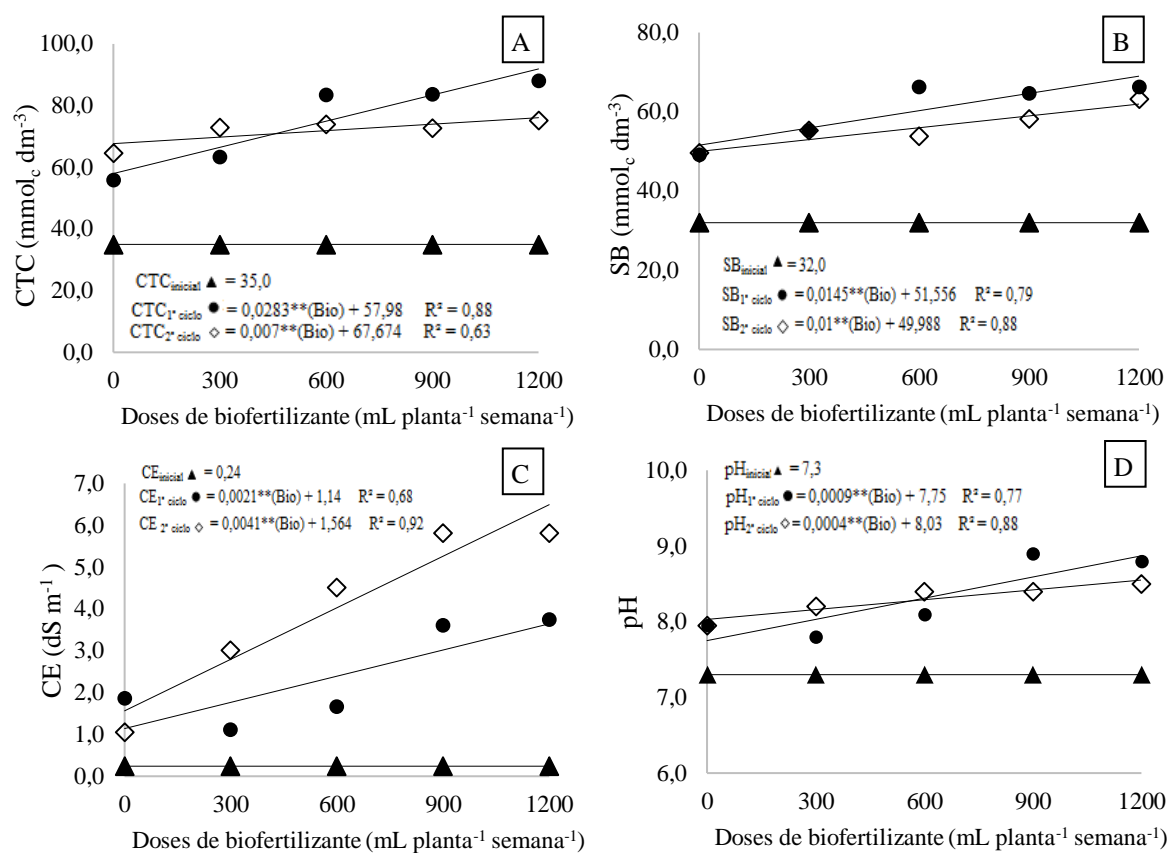 A
100,0
80,0
60,0
40,0
20,0
0,0
CTC (mmolc dm-3)
CTCinicial ▲ = 35,0
CTC1º ciclo ● = 0,0283**(Bio) + 57,98 R² = 0,88
CTC2º ciclo ◇ = 0,007**(Bio) + 67,674 R² = 0,63
0 300 600 900 1200
Doses de biofertilizante (mL planta-1 semana-1)
B
80,0
60,0
40,0
20,0
0,0
SB (mmolc dm-3)
SBinicial ▲ = 32,0
SB1º ciclo ● = 0,0145**(Bio) + 51,556 R² = 0,79
SB2º ciclo ◇ = 0,01**(Bio) + 49,988 R² = 0,88
0 300 600 900 1200
Doses de biofertilizante (mL planta-1 semana-1)
C
CEinicial ▲ = 0,24
CE1º ciclo ● = 0,0021**(Bio) + 1,14 R² = 0,68
CE 2º ciclo ◇ = 0,0041**(Bio) + 1,564 R² = 0,92
7,0
6,0
5,0
4,0
3,0
2,0
1,0
0,0
CE (dS m-1)
0 300 600 900 1200
Doses de biofertilizante (mL planta-1 semana-1)
D
pHinicial ▲ = 7,3
pH1º ciclo ● = 0,0009**(Bio) + 7,75 R² = 0,77
pH2º ciclo ◇ = 0,0004**(Bio) + 8,03 R² = 0,88
10,0
9,0
8,0
7,0
6,0
pH
0 300 600 900 1200
Doses de biofertilizante (mL planta-1 semana-1)